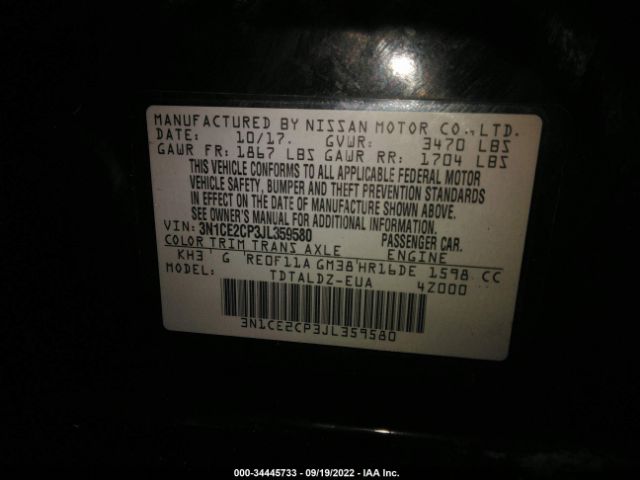 MANUFACTURED BY NISSAN MOTOR CO., LTD.
DATE: 10/17. GVWR: 3470 LBS
GAWR FR: 1867 LBS GAWR RR: 1704 LBS
THIS VEHICLE CONFORMS TO ALL APPLICABLE FEDERAL MOTOR
VEHICLE SAFETY, BUMPER AND THEFT PREVENTION STANDARDS
IN EFFECT ON THE DATE OF MANUFACTURE SHOWN ABOVE.
SEE OWNER'S MANUAL FOR ADDITIONAL INFORMATION.
VIN: 3N1CE2CP3JL359580 PASSENGER CAR.
COLOR TRIM TRANS AXLE ENGINE
KH3 G RE0F11A GM38 HR16DE 1598 CC
MODEL: TDTALDZ-EUA 4Z000
3N1CE2CP3JL359580
000-34445733 - 09/19/2022 - IAA Inc.